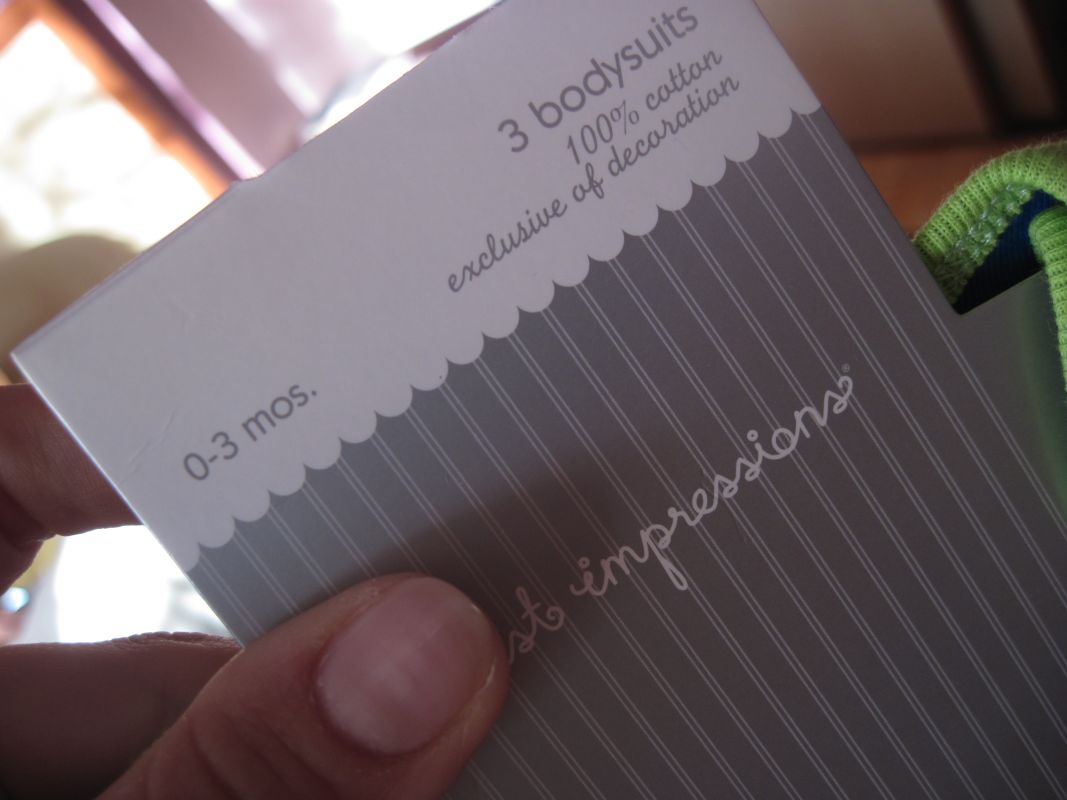 3 bodysuits
100% cotton
exclusive of decoration
0-3 mos.
impressions®